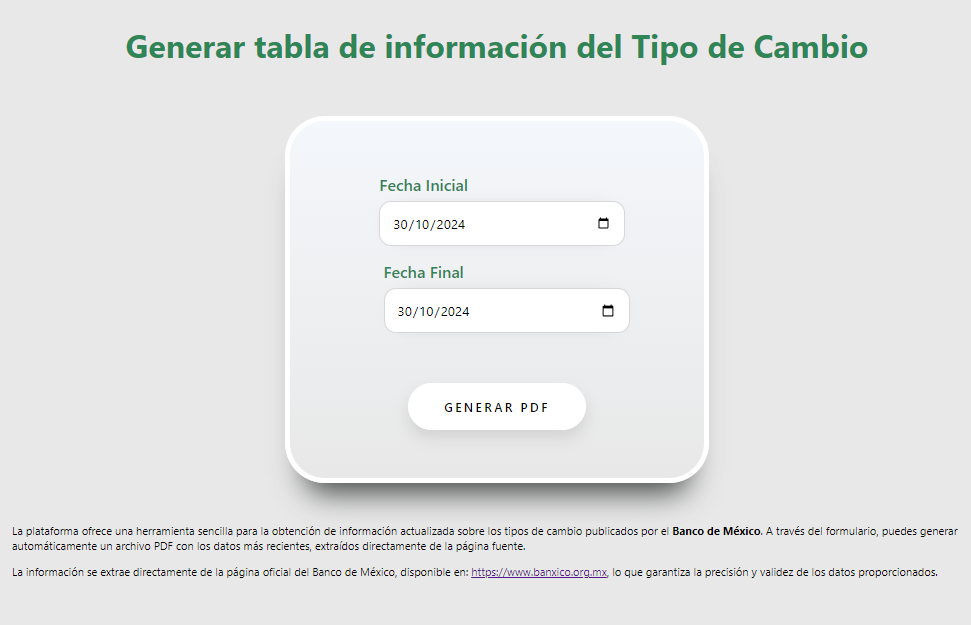 Generar tabla de información del Tipo de Cambio
Fecha Inicial
30/10/2024
Fecha Final
30/10/2024
GENERAR PDF
La plataforma ofrece una herramienta sencilla para la obtención de información actualizada sobre los tipos de cambio publicados por el Banco de México. A través del formulario, puedes generar
automáticamente un archivo PDF con los datos más recientes, extraídos directamente de la página fuente.
La información se extrae directamente de la página oficial del Banco de México, disponible en: https://www.banxico.org.mx, lo que garantiza la precisión y validez de los datos proporcionados.